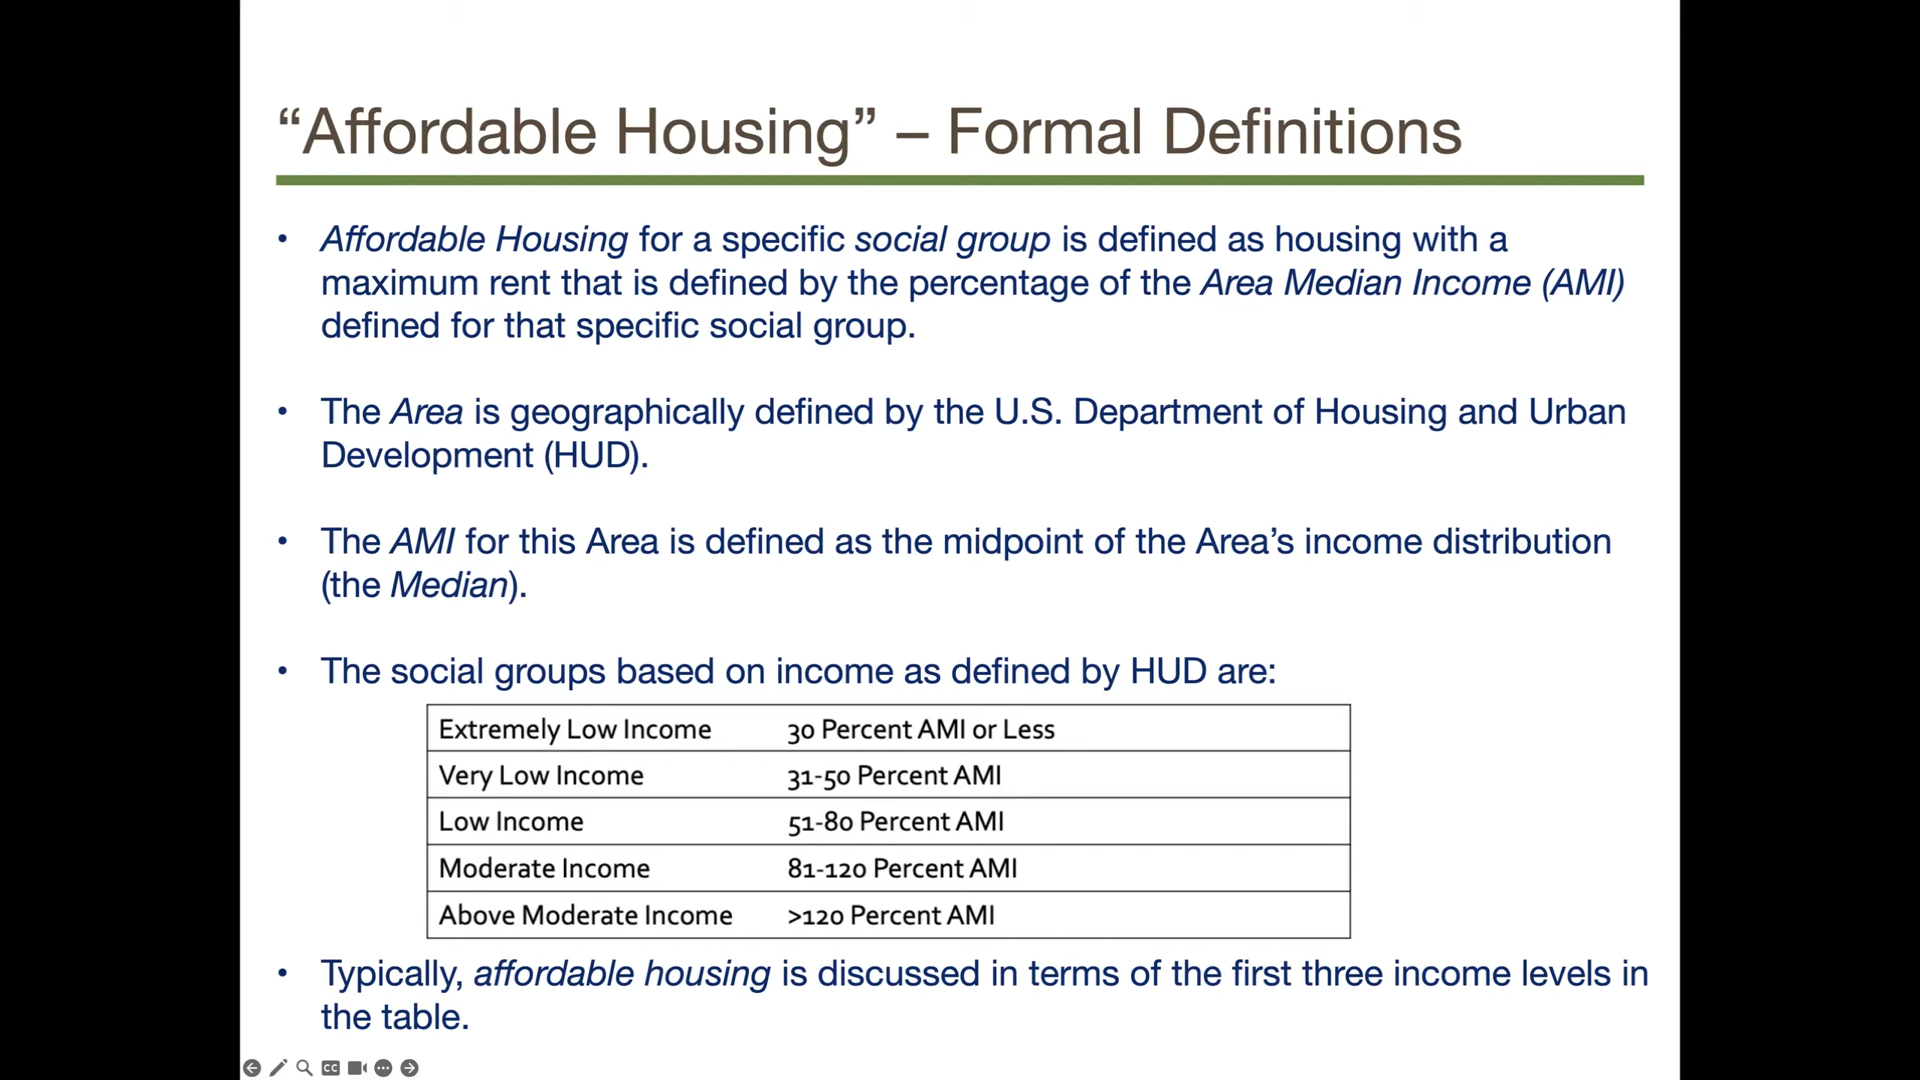 “Affordable Housing” – Formal Definitions
• Affordable Housing for a specific social group is defined as housing with a
maximum rent that is defined by the percentage of the Area Median Income (AMI)
defined for that specific social group.
• The Area is geographically defined by the U.S. Department of Housing and Urban
Development (HUD).
• The AMI for this Area is defined as the midpoint of the Area’s income distribution
(the Median).
• The social groups based on income as defined by HUD are:
Extremely Low Income 30 Percent AMI or Less
Very Low Income 31-50 Percent AMI
Low Income 51-80 Percent AMI
Moderate Income 81-120 Percent AMI
Above Moderate Income >120 Percent AMI
• Typically, affordable housing is discussed in terms of the first three income levels in
the table.
CC